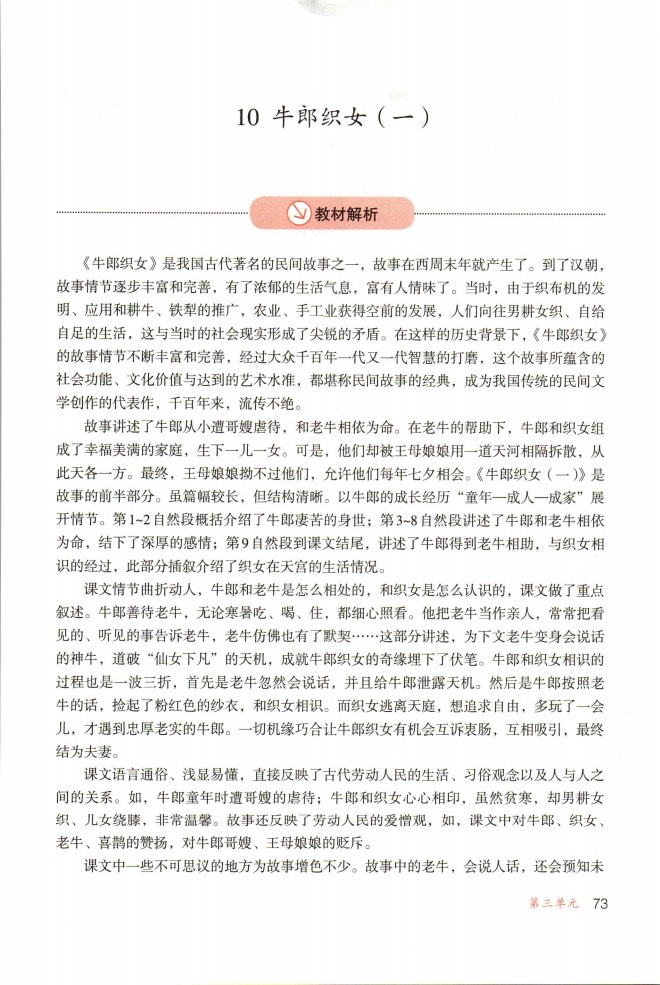 10 牛郎织女（一）
教材解析
《牛郎织女》是我国古代著名的民间故事之一，故事在西周末年就产生了。到了汉朝，
故事情节逐步丰富和完善，有了浓郁的生活气息，富有人情味了。当时，由于织布机的发
明、应用和耕牛、铁犁的推广，农业、手工业获得空前的发展，人们向往男耕女织、自给
自足的生活，这与当时的社会现实形成了尖锐的矛盾。在这样的历史背景下，《牛郎织女》
的故事情节不断丰富和完善，经过大众千百年一代又一代智慧的打磨，这个故事所蕴含的
社会功能、文化价值与达到的艺术水准，都堪称民间故事的经典，成为我国传统的民间文
学创作的代表作，千百年来，流传不绝。
故事讲述了牛郎从小遭哥嫂虐待，和老牛相依为命。在老牛的帮助下，牛郎和织女组
成了幸福美满的家庭，生下一儿一女。可是，他们却被王母娘娘用一道天河相隔拆散，从
此天各一方。最终，王母娘娘拗不过他们，允许他们每年七夕相会。《牛郎织女（一）》是
故事的前半部分。虽篇幅较长，但结构清晰。以牛郎的成长经历“童年—成人—成家”展
开情节。第1~2自然段概括介绍了牛郎凄苦的身世；第3~8自然段讲述了牛郎和老牛相依
为命，结下了深厚的感情；第9自然段到课文结尾，讲述了牛郎得到老牛相助，与织女相
识的经过，此部分插叙介绍了织女在天宫的生活情况。
课文情节曲折动人，牛郎和老牛是怎么相处的，和织女是怎么认识的，课文做了重点
叙述。牛郎善待老牛，无论寒暑吃、喝、住，都细心照看。他把老牛当作亲人，常常把看
见的、听见的事告诉老牛，老牛仿佛也有了默契……这部分讲述，为下文老牛变身会说话
的神牛，道破“仙女下凡”的天机，成就牛郎织女的奇缘埋下了伏笔。牛郎和织女相识的
过程也是一波三折，首先是老牛忽然会说话，并且给牛郎泄露天机。然后是牛郎按照老
牛的话，捡起了粉红色的纱衣，和织女相识。而织女逃离天庭，想追求自由，多玩了一会
儿，才遇到忠厚老实的牛郎。一切机缘巧合让牛郎织女有机会互诉衷肠，互相吸引，最终
结为夫妻。
课文语言通俗、浅显易懂，直接反映了古代劳动人民的生活、习俗观念以及人与人之
间的关系。如，牛郎童年时遭哥嫂的虐待；牛郎和织女心心相印，虽然贫寒，却男耕女
织、儿女绕膝，非常温馨。故事还反映了劳动人民的爱憎观，如，课文中对牛郎、织女、
老牛、喜鹊的赞扬，对牛郎哥嫂、王母娘娘的贬斥。
课文中一些不可思议的地方为故事增色不少。故事中的老牛，会说人话，还会预知未
第三单元 73